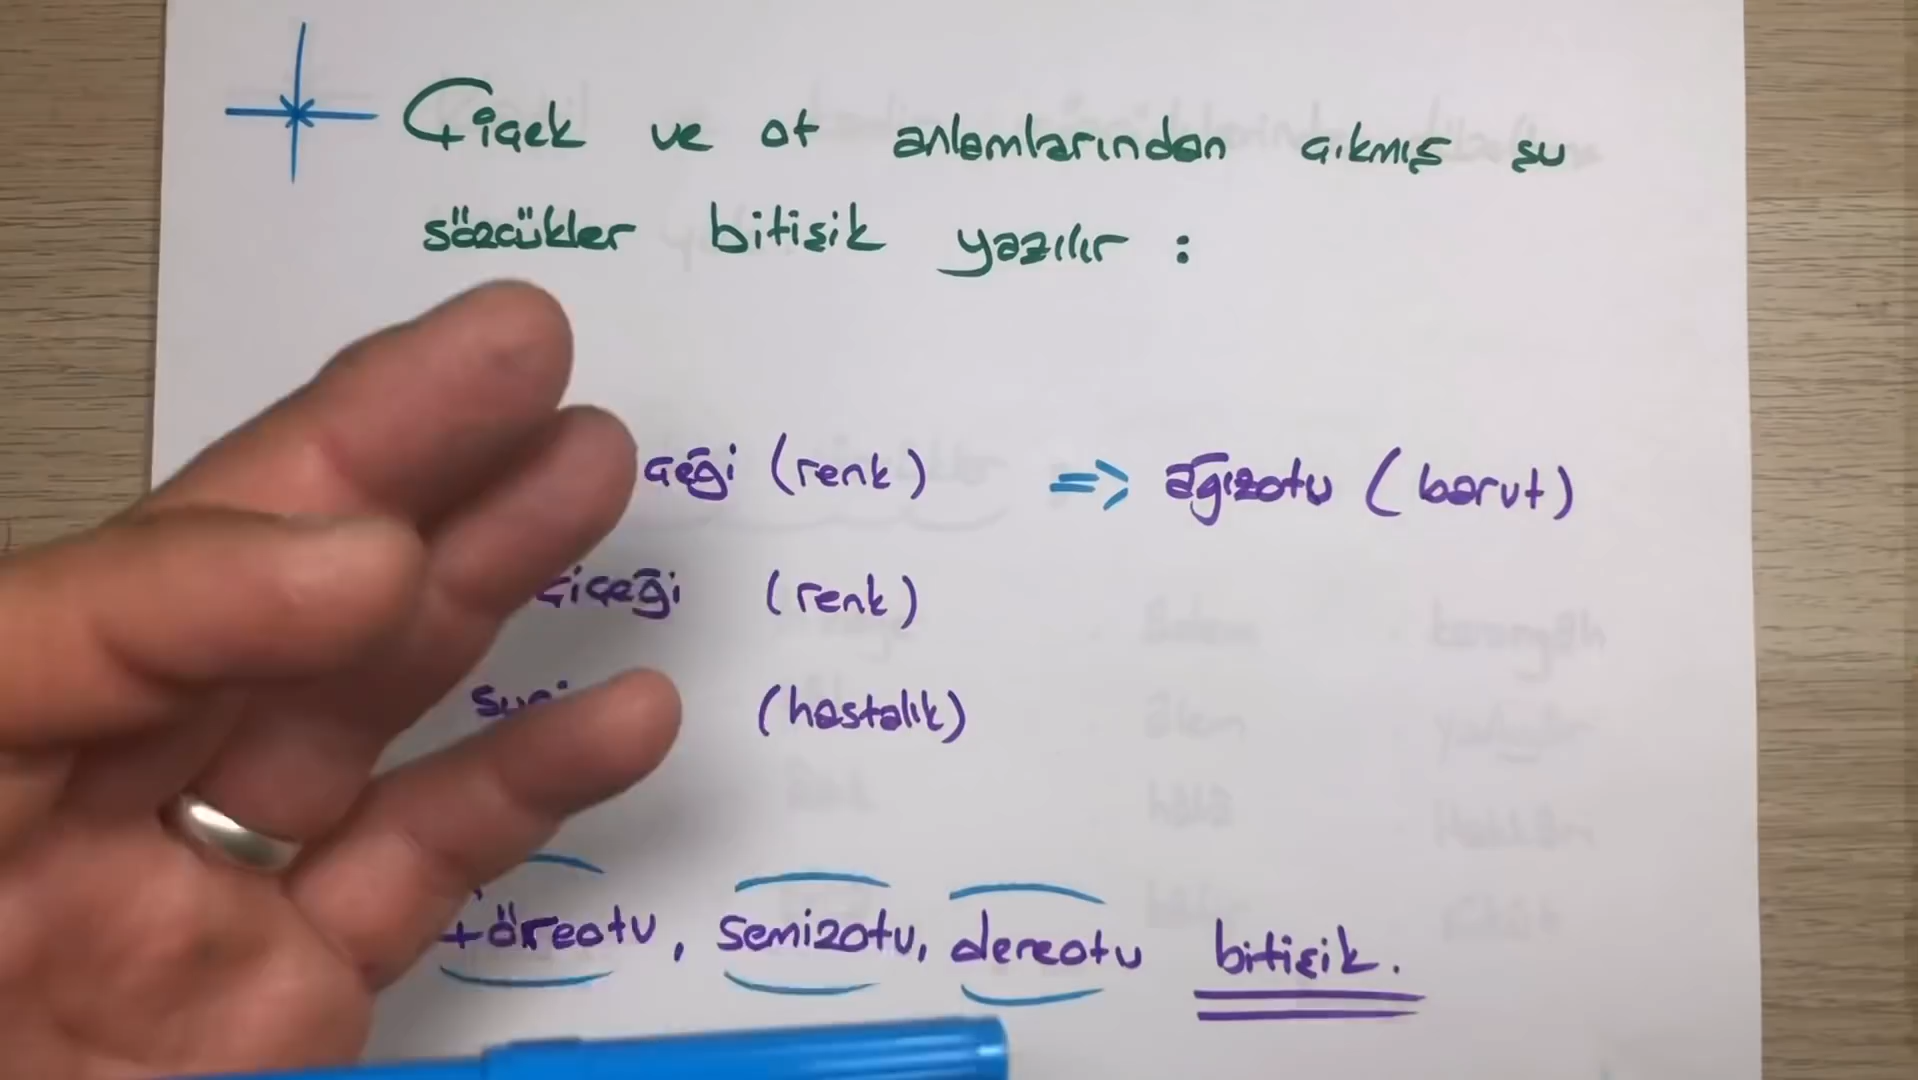 Çiçek ve ot anlamlarından çıkmış şu
sözcükler bitişik yazılır :
çeği (renk) => ağızotu (barut)
çiçeği (renk)
suçi (hastalık)
töreotu, semizotu, dereotu bitişik.